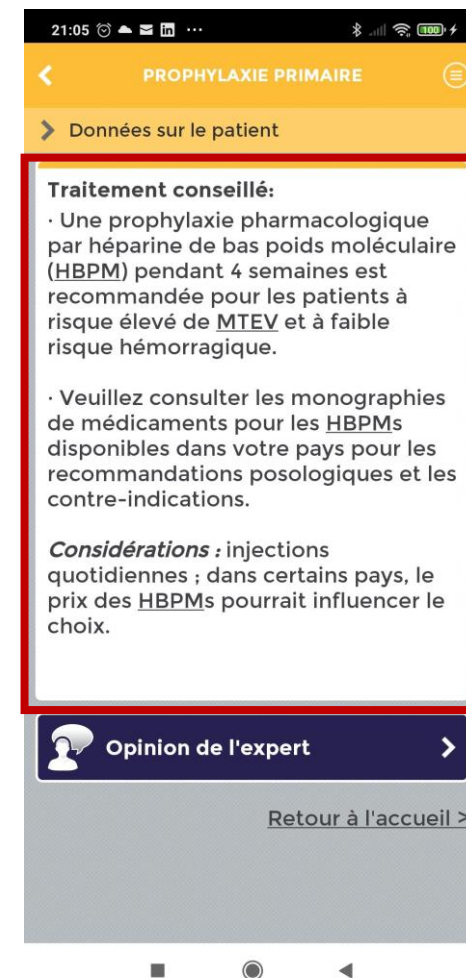 21:05
in ...
100
PROPHYLAXIE PRIMAIRE
Données sur le patient
Traitement conseillé:
· Une prophylaxie pharmacologique
par héparine de bas poids moléculaire
(HBPM) pendant 4 semaines est
recommandée pour les patients à
risque élevé de MTEV et à faible
risque hémorragique.
· Veuillez consulter les monographies
de médicaments pour les HBPMs
disponibles dans votre pays pour les
recommandations posologiques et les
contre-indications.
Considérations : injections
quotidiennes ; dans certains pays, le
prix des HBPMs pourrait influencer le
choix.
Opinion de l'expert
Retour à l'accueil >